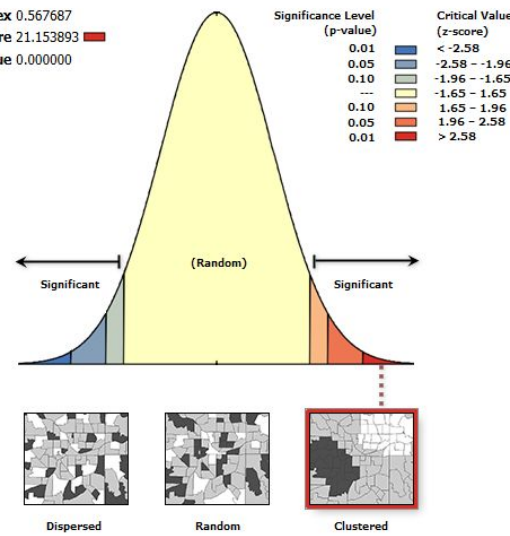 ex 0.567687
re 21.153893
ue 0.000000
Significance Level
(p-value)
Critical Value
(z-score)
0.01 < -2.58
0.05 -2.58 - -1.96
0.10 -1.96 - -1.65
--- -1.65 - 1.65
0.10 1.65 - 1.96
0.05 1.96 - 2.58
0.01 > 2.58
(Random)
Significant
Significant
Dispersed
Random
Clustered